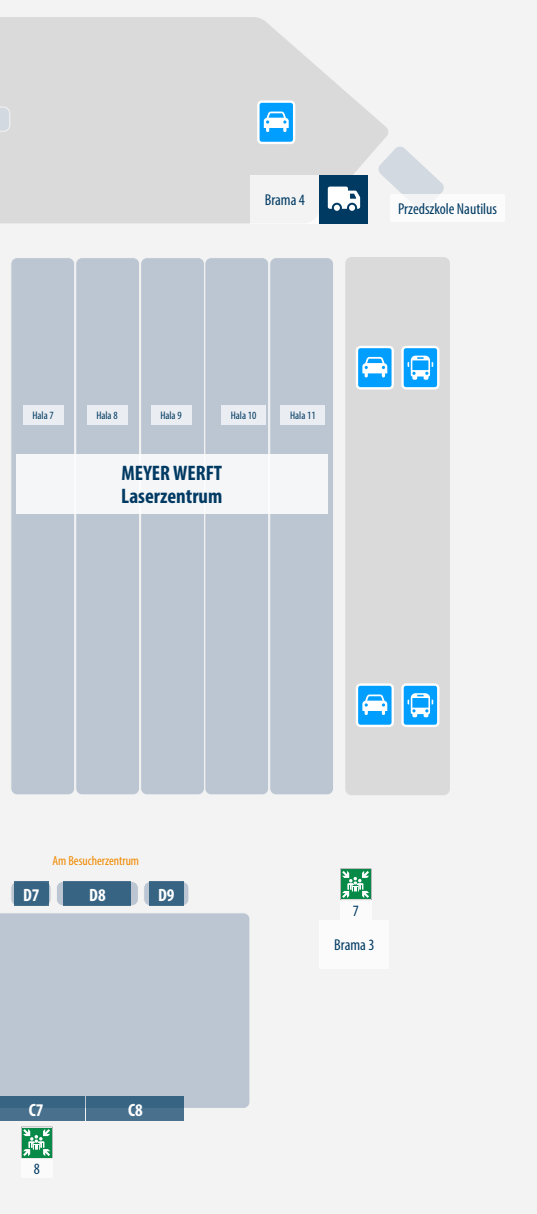 Brama 4
Przedszkole Nautilus
Hala 7
Hala 8
Hala 9
Hala 10
Hala 11
MEYER WERFT
Laserzentrum
Am Besucherzentrum
D7
D8
D9
7
Brama 3
C7
C8
8